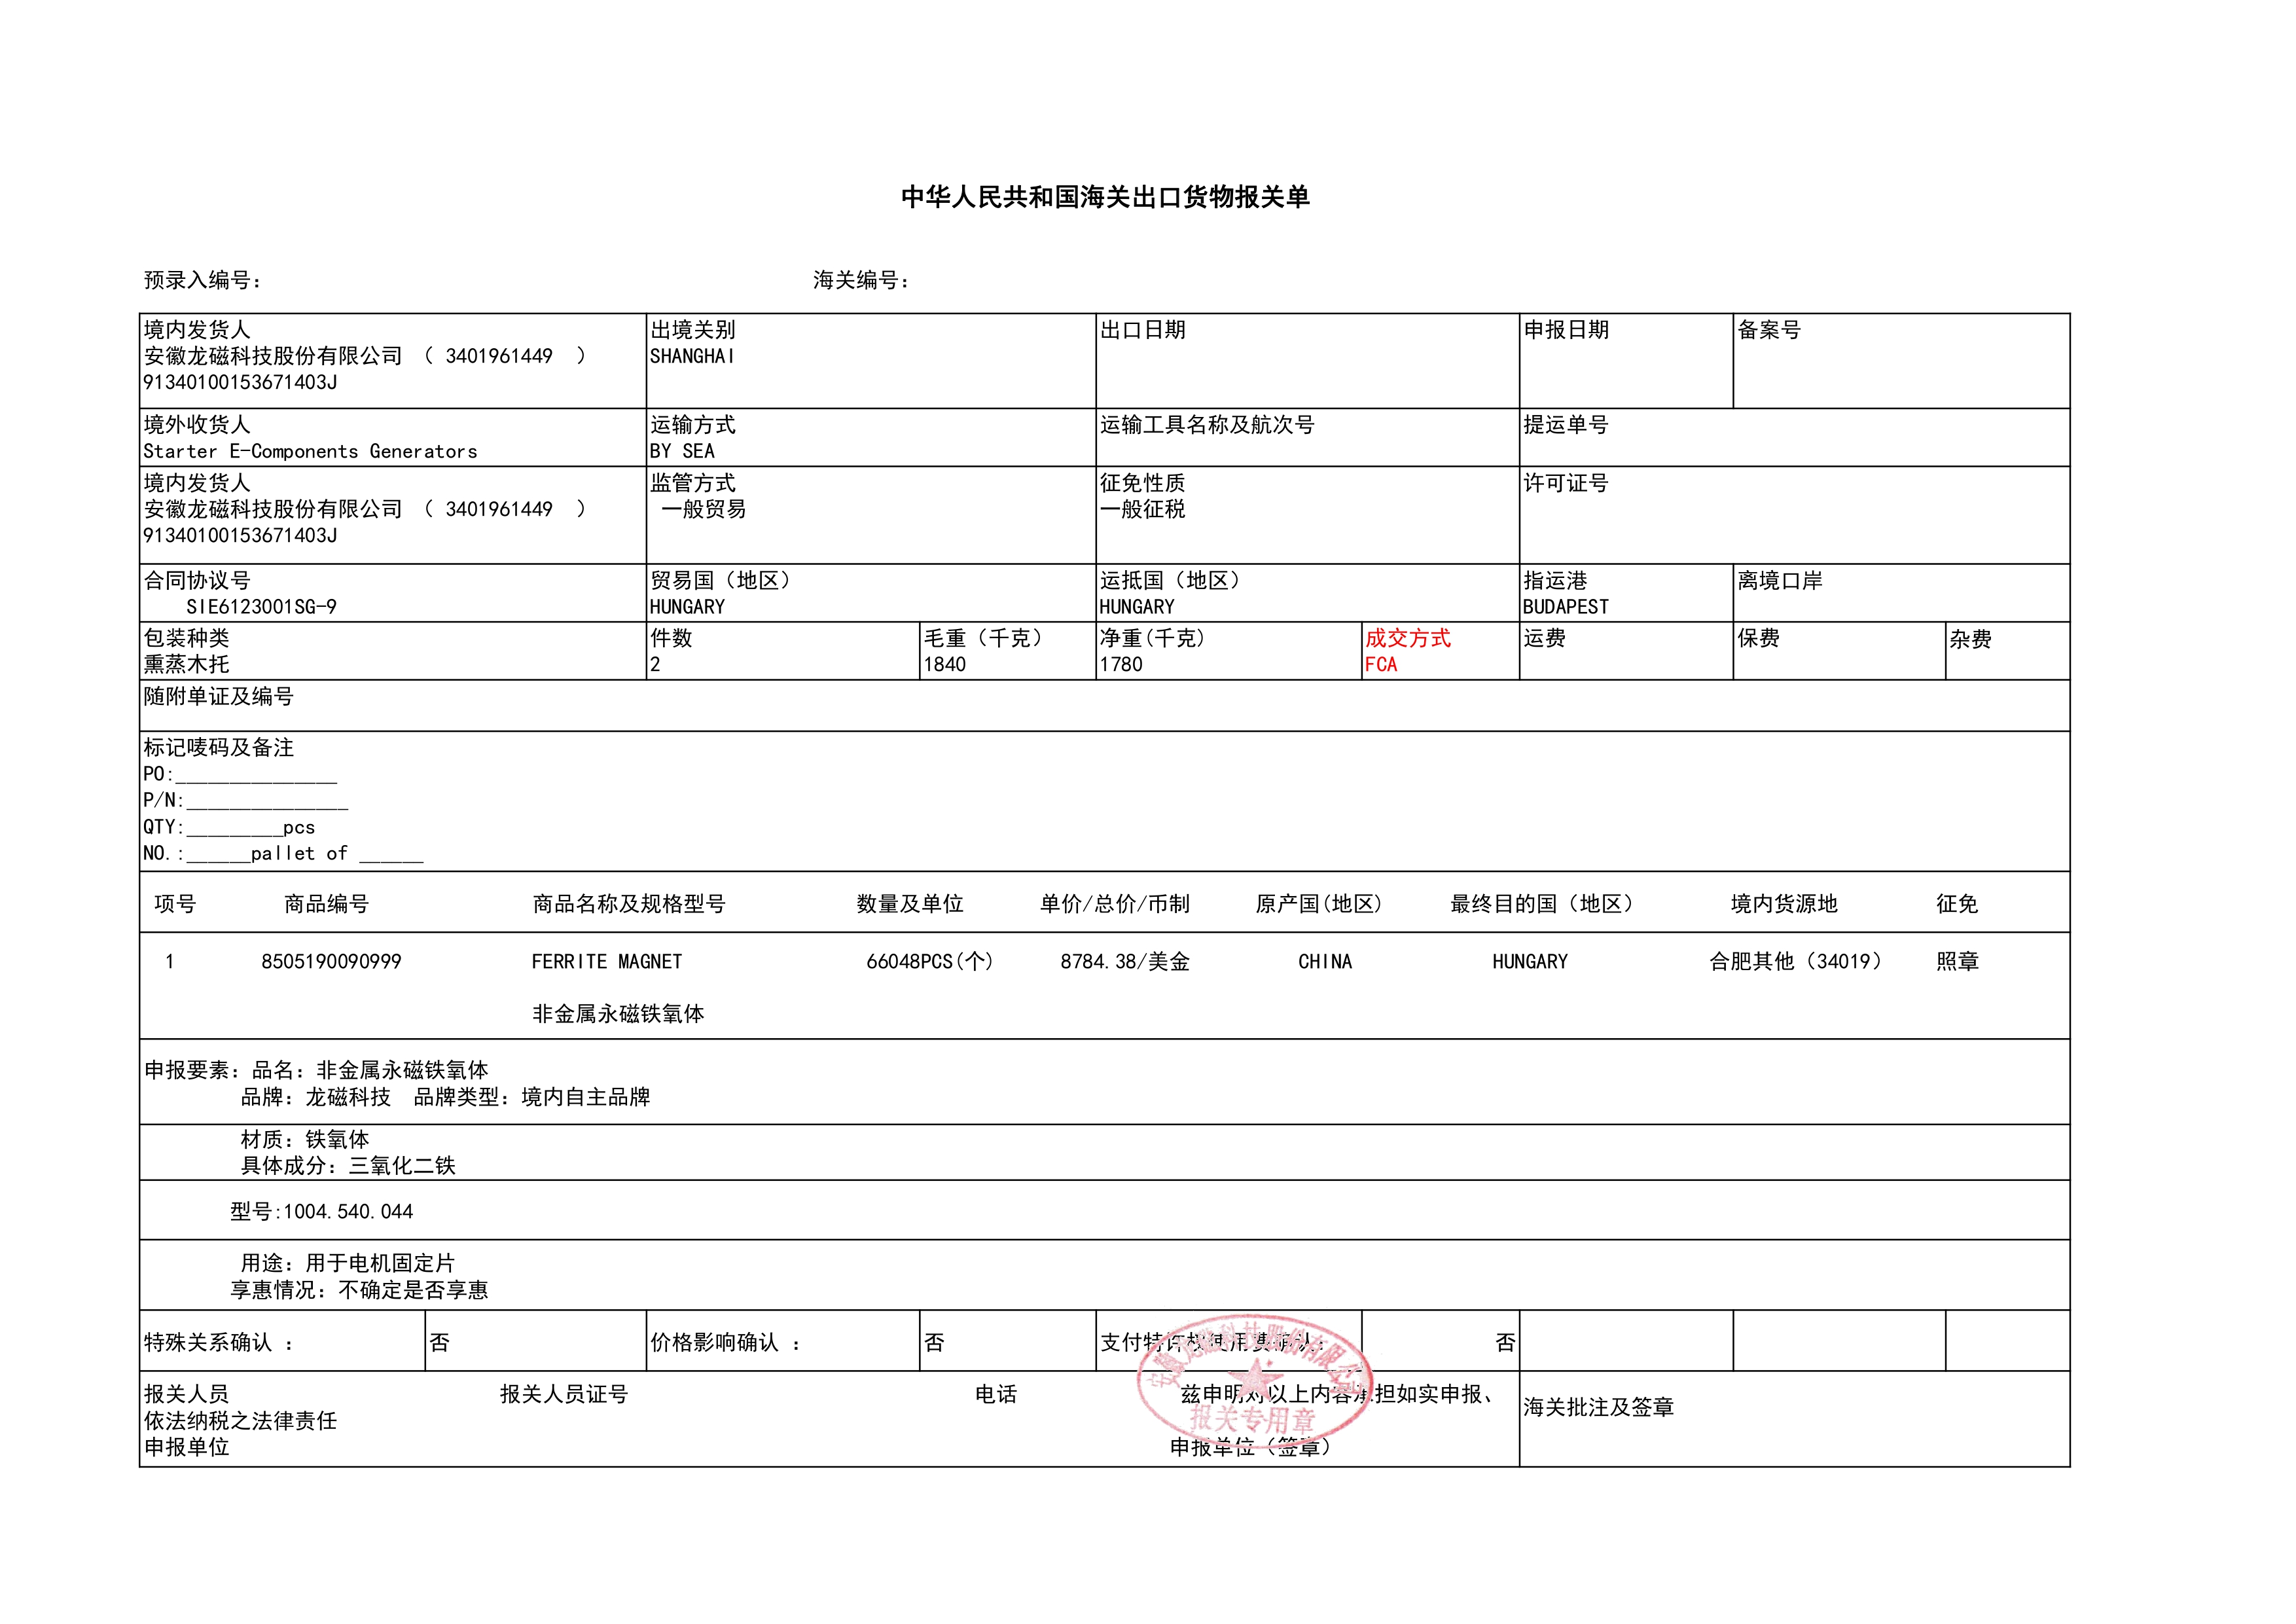 中华人民共和国海关出口货物报关单
预录入编号： 海关编号：
境内发货人 出境关别 出口日期 申报日期 备案号
安徽龙磁科技股份有限公司 （ 3401961449 ） SHANGHAI
91340100153671403J
境外收货人 运输方式 运输工具名称及航次号 提运单号
Starter E-Components Generators BY SEA
境内发货人 监管方式 征免性质 许可证号
安徽龙磁科技股份有限公司 （ 3401961449 ） 一般贸易 一般征税
91340100153671403J
合同协议号 贸易国（地区） 运抵国（地区） 指运港 离境口岸
SIE6123001SG-9 HUNGARY HUNGARY BUDAPEST
包装种类 件数 毛重（千克） 净重(千克) 成交方式 运费 保费 杂费
熏蒸木托 2 1840 1780 FCA
随附单证及编号
标记唛码及备注
PO:_______________
P/N:_______________
QTY:_________pcs
NO.:______pallet of ______
项号 商品编号 商品名称及规格型号 数量及单位 单价/总价/币制 原产国(地区) 最终目的国（地区） 境内货源地 征免
1 8505190090999 FERRITE MAGNET 66048PCS(个) 8784.38/美金 CHINA HUNGARY 合肥其他（34019） 照章
非金属永磁铁氧体
申报要素：品名：非金属永磁铁氧体
品牌：龙磁科技 品牌类型：境内自主品牌
材质：铁氧体
具体成分：三氧化二铁
型号:1004.540.044
用途：用于电机固定片
享惠情况：不确定是否享惠
特殊关系确认 ： 否 价格影响确认 ： 否 支付特许权使用费确认： 否
安徽龙磁科技股份有限公司
报关人员 报关人员证号 电话 兹申明对以上内容承担如实申报、
依法纳税之法律责任 海关批注及签章
报关专用章
申报单位 申报单位（签章）